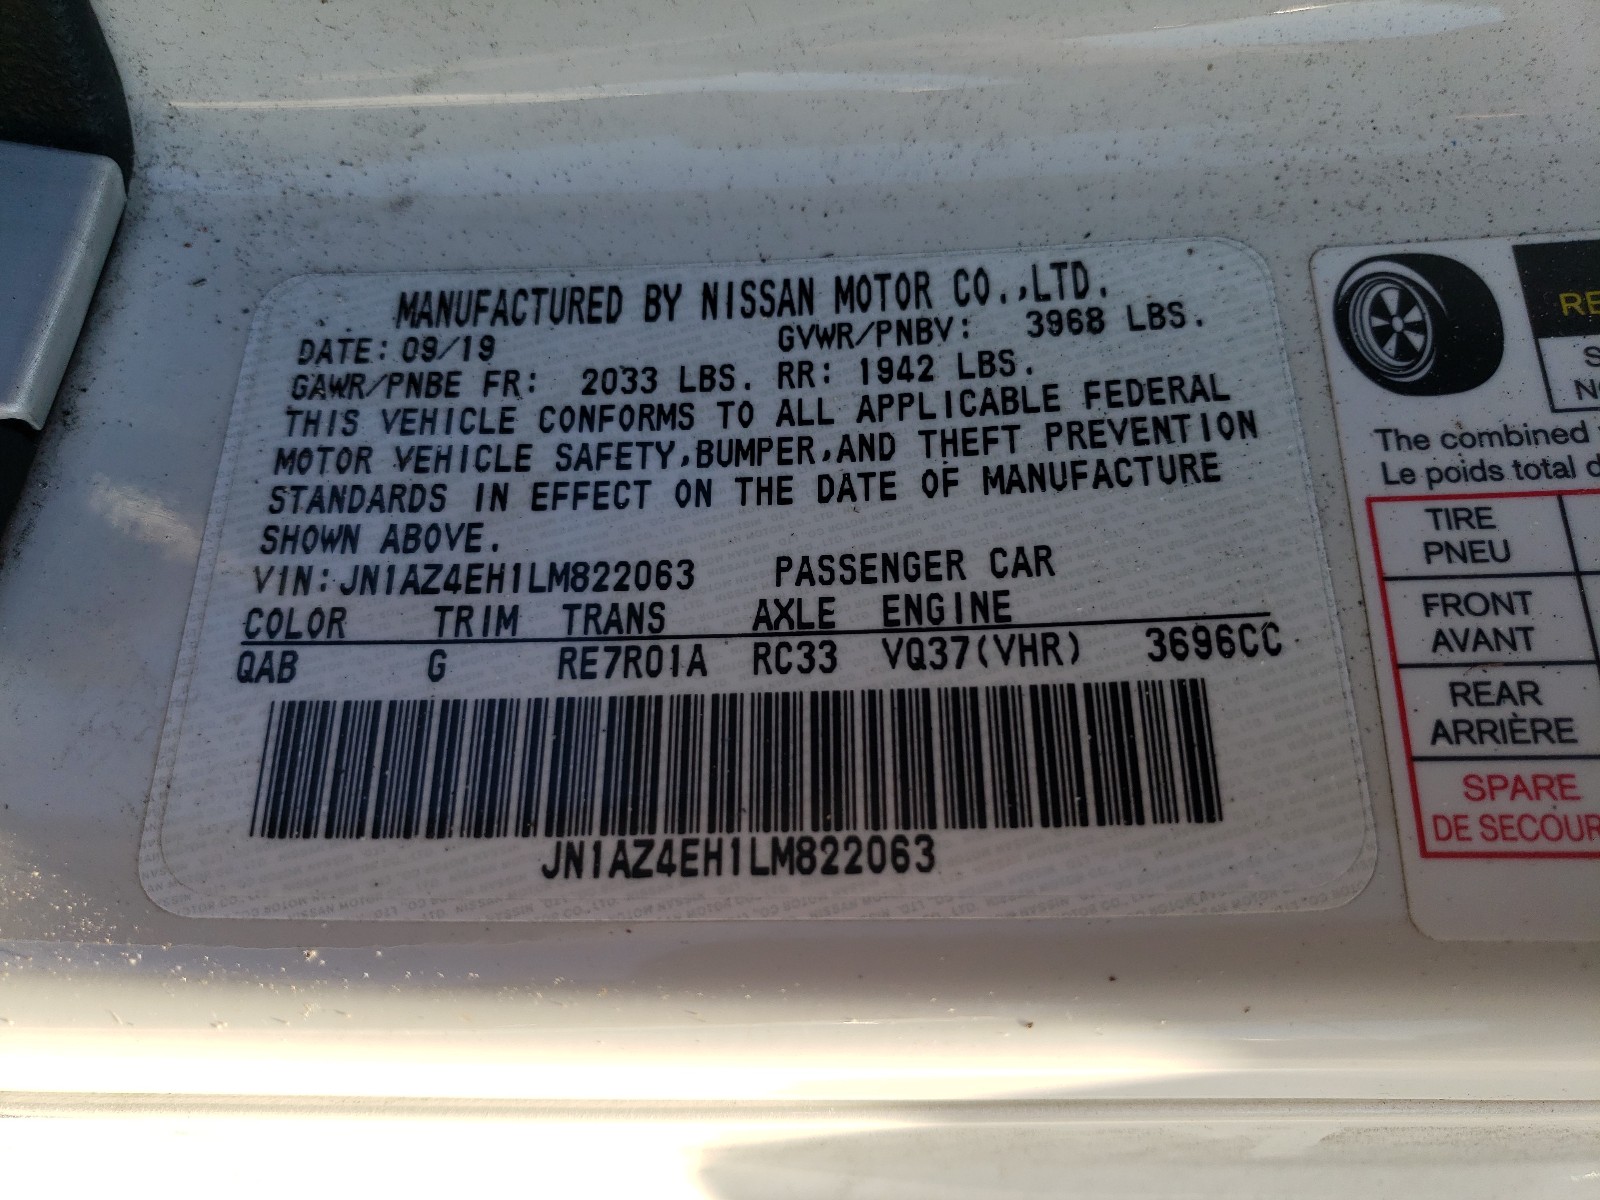 MANUFACTURED BY NISSAN MOTOR CO.,LTD.
DATE: 09/19 GVWR/PNBV: 3968 LBS.
GAWR/PNBE FR: 2033 LBS. RR: 1942 LBS.
THIS VEHICLE CONFORMS TO ALL APPLICABLE FEDERAL
MOTOR VEHICLE SAFETY,BUMPER,AND THEFT PREVENTION
STANDARDS IN EFFECT ON THE DATE OF MANUFACTURE
SHOWN ABOVE.
VIN: JN1AZ4EH1LM822063 PASSENGER CAR
COLOR TRIM TRANS AXLE ENGINE
QAB G RE7R01A RC33 VQ37(VHR) 3696CC
JN1AZ4EH1LM822063
The combined
Le poids total
TIRE
PNEU
FRONT
AVANT
REAR
ARRIÈRE
SPARE
DE SECOUR